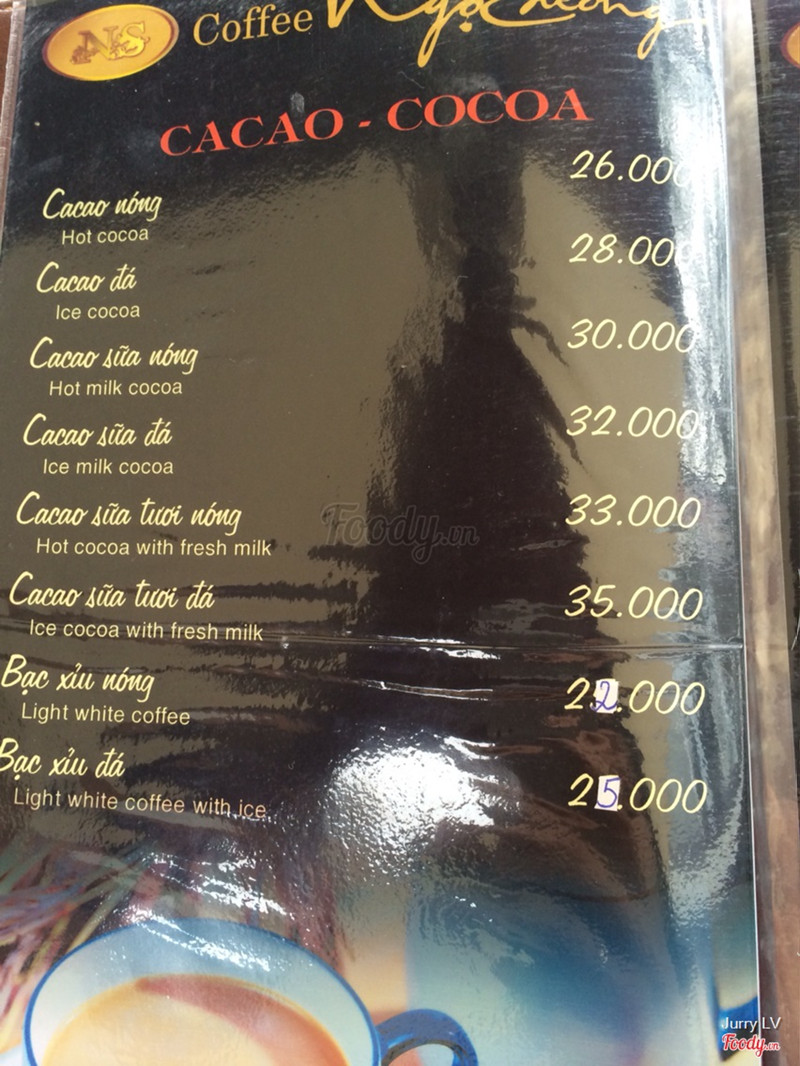 NS Coffee
CACAO - COCOA
Cacao nóng 26.000
Hot cocoa
Cacao đá 28.000
Ice cocoa
Cacao sữa nóng 30.000
Hot milk cocoa
Cacao sữa đá 32.000
Ice milk cocoa
Cacao sữa tươi nóng 33.000
Hot cocoa with fresh milk
Cacao sữa tươi đá 35.000
Ice cocoa with fresh milk
Bạc xỉu nóng 22.000
Light white coffee
Bạc xỉu đá 25.000
Light white coffee with ice
Foody.vn
Jurry LV
Foody.vn